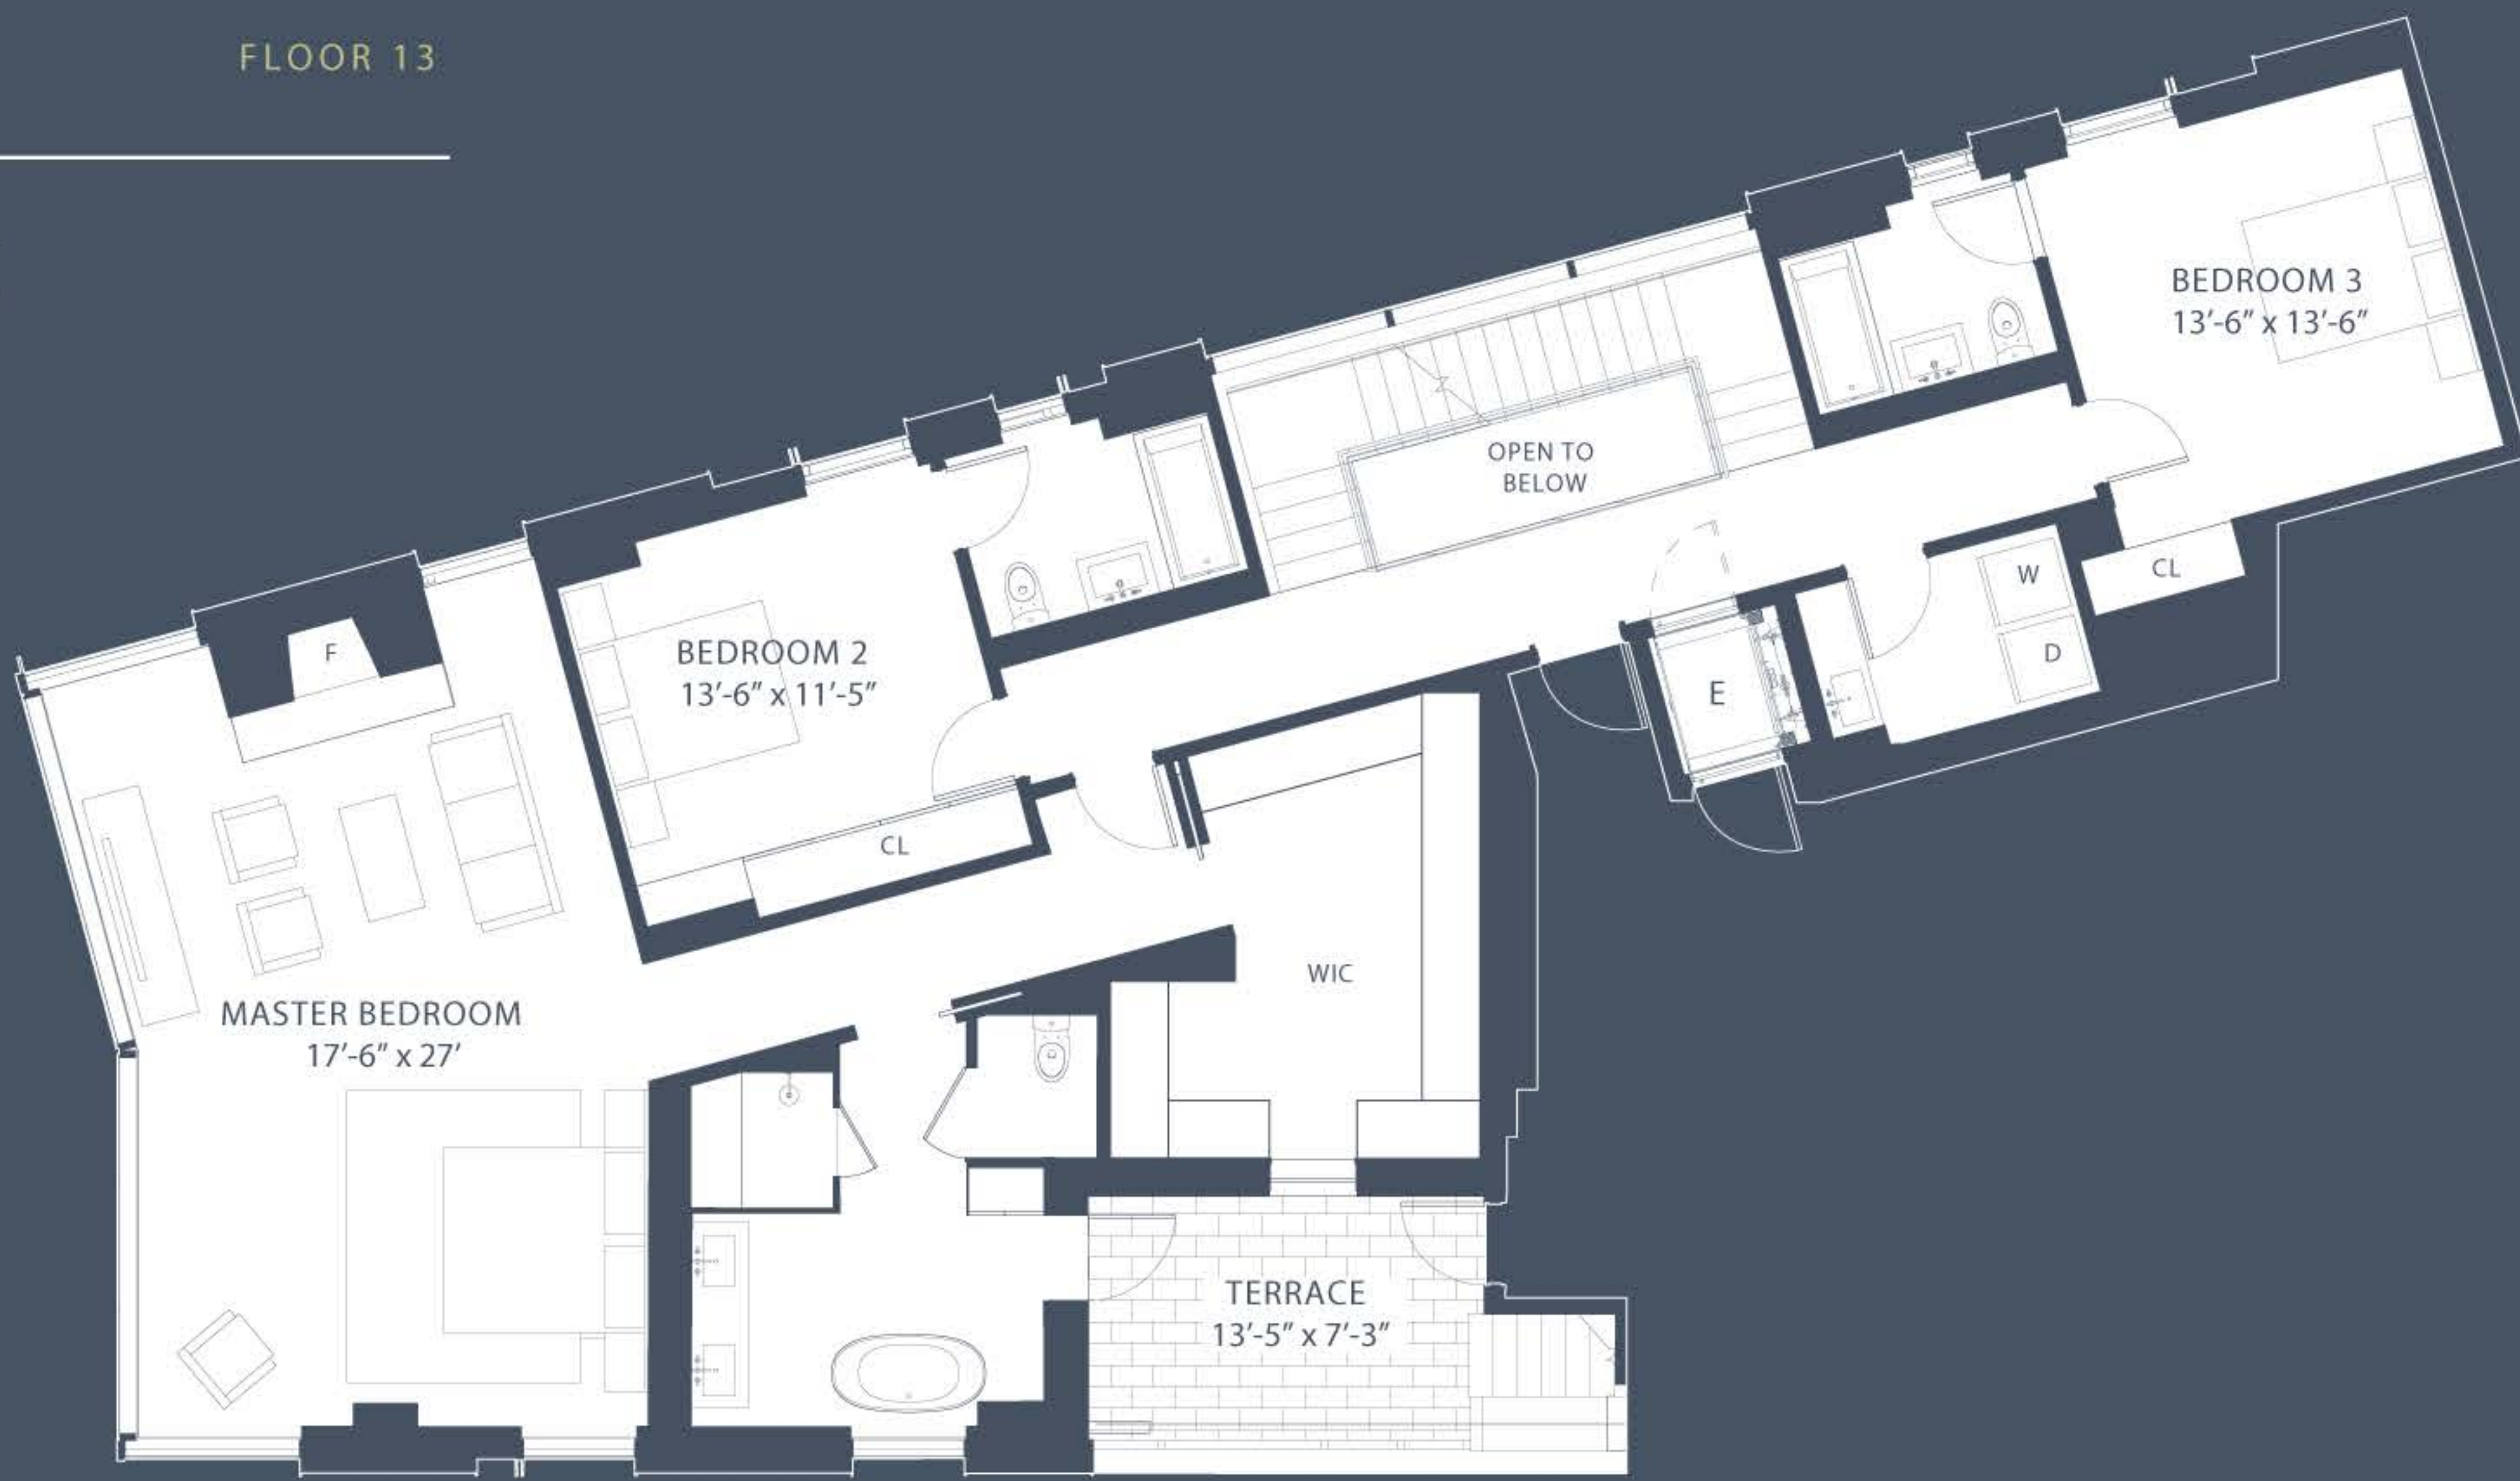 FLOOR 13
BEDROOM 3
13'-6" x 13'-6"
OPEN TO
BELOW
W
CL
D
E
F
BEDROOM 2
13'-6" x 11'-5"
CL
WIC
MASTER BEDROOM
17'-6" x 27'
TERRACE
13'-5" x 7'-3"